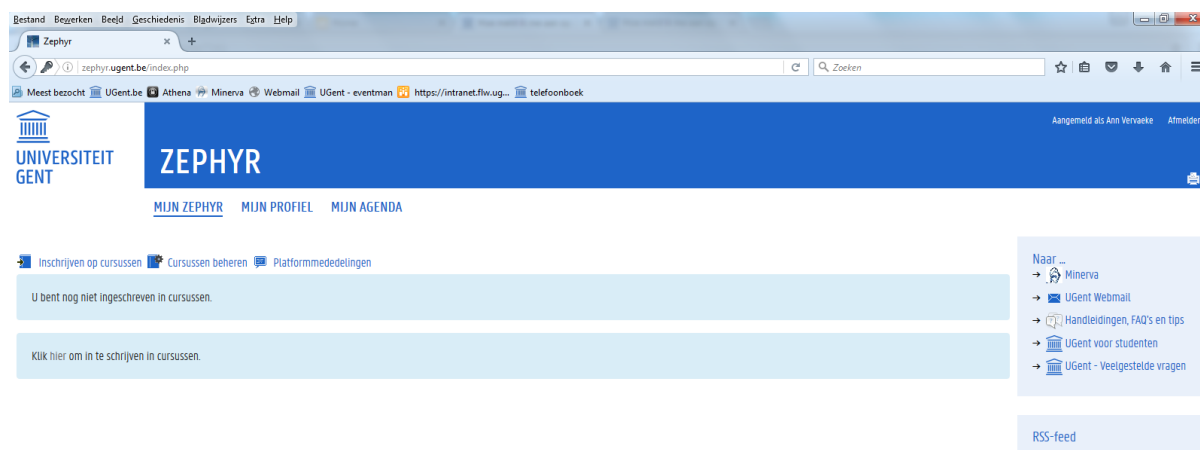 Bestand Bewerken Beeld Geschiedenis Bladwijzers Extra Help
Zephyr
zephyr.ugent.be/index.php
Zoeken
Meest bezocht UGent.be Athena Minerva Webmail UGent - eventman https://intranet.flw.ug... telefoonboek
UNIVERSITEIT
GENT
ZEPHYR
Aangemeld als Ann Vervaeke Afmelden
MIJN ZEPHYR MIJN PROFIEL MIJN AGENDA
Inschrijven op cursussen Cursussen beheren Platformmededelingen
U bent nog niet ingeschreven in cursussen.
Klik hier om in te schrijven in cursussen.
Naar ...
Minerva
UGent Webmail
Handleidingen, FAQ's en tips
UGent voor studenten
UGent - Veelgestelde vragen
RSS-feed